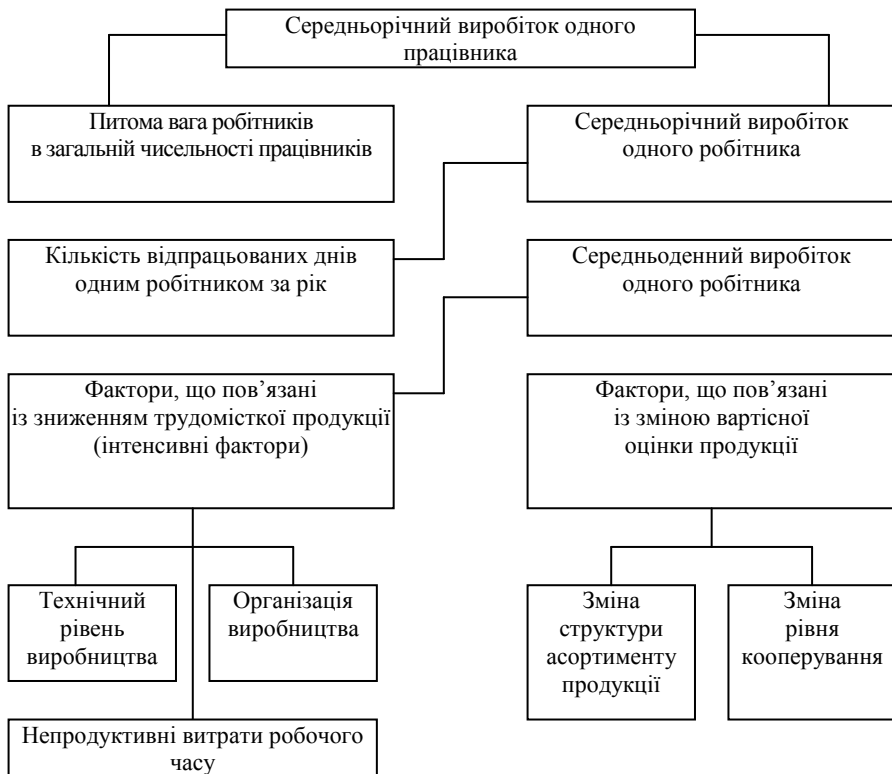 Середньорічний виробіток одного
працівника
Питома вага робітників
в загальній чисельності працівників
Середньорічний виробіток
одного робітника
Кількість відпрацьованих днів
одним робітником за рік
Середньоденний виробіток
одного робітника
Фактори, що пов’язані
із зниженням трудомісткої продукції
(інтенсивні фактори)
Фактори, що пов’язані
із зміною вартісної
оцінки продукції
Технічний
рівень
виробництва
Організація
виробництва
Зміна
структури
асортименту
продукції
Зміна
рівня
кооперування
Непродуктивні витрати робочого
часу